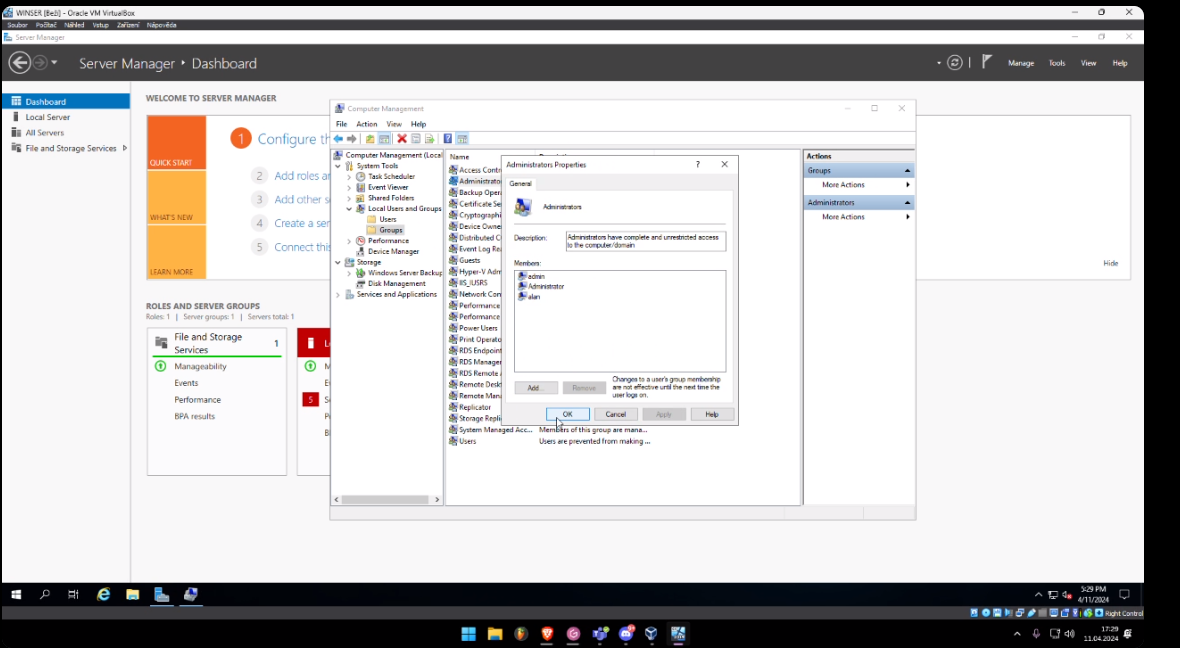 WINSER [Beží] - Oracle VM VirtualBox
Soubor Počítač Náhled Vstup Zařízení Nápověda
Server Manager
Server Manager • Dashboard
Manage Tools View Help
Dashboard
Local Server
All Servers
File and Storage Services
WELCOME TO SERVER MANAGER
QUICK START
WHAT'S NEW
LEARN MORE
1 Configure th
2 Add roles an
3 Add other s
4 Create a ser
5 Connect this
Hide
ROLES AND SERVER GROUPS
Roles: 1 | Server groups: 1 | Servers total: 1
File and Storage Services 1
Manageability
Events
Performance
BPA results
5
Computer Management
File Action View Help
Computer Management (Local
System Tools
Task Scheduler
Event Viewer
Shared Folders
Local Users and Groups
Users
Groups
Performance
Device Manager
Storage
Windows Server Backup
Disk Management
Services and Applications
Name
Access Contr
Administrato
Backup Opera
Certificate Se
Cryptographi
Device Owne
Distributed C
Event Log Re
Guests
Hyper-V Adm
IIS_IUSRS
Network Con
Performance
Performance
Power Users
Print Operato
RDS Endpoint
RDS Manager
RDS Remote
Remote Deskt
Remote Mana
Replicator
Storage Repli
System Managed Acc... Members of this group are mana...
Users Users are prevented from making ...
Administrators Properties
? ✕
General
Administrators
Description:
Administrators have complete and unrestricted access
to the computer/domain
Members:
admin
Administrator
alan
Add...
Remove
Changes to a user's group membership
are not effective until the next time the
user logs on.
OK Cancel Apply Help
Actions
Groups
More Actions
Administrators
More Actions
5:29 PM
4/11/2024
Right Control
17:29
11.04.2024